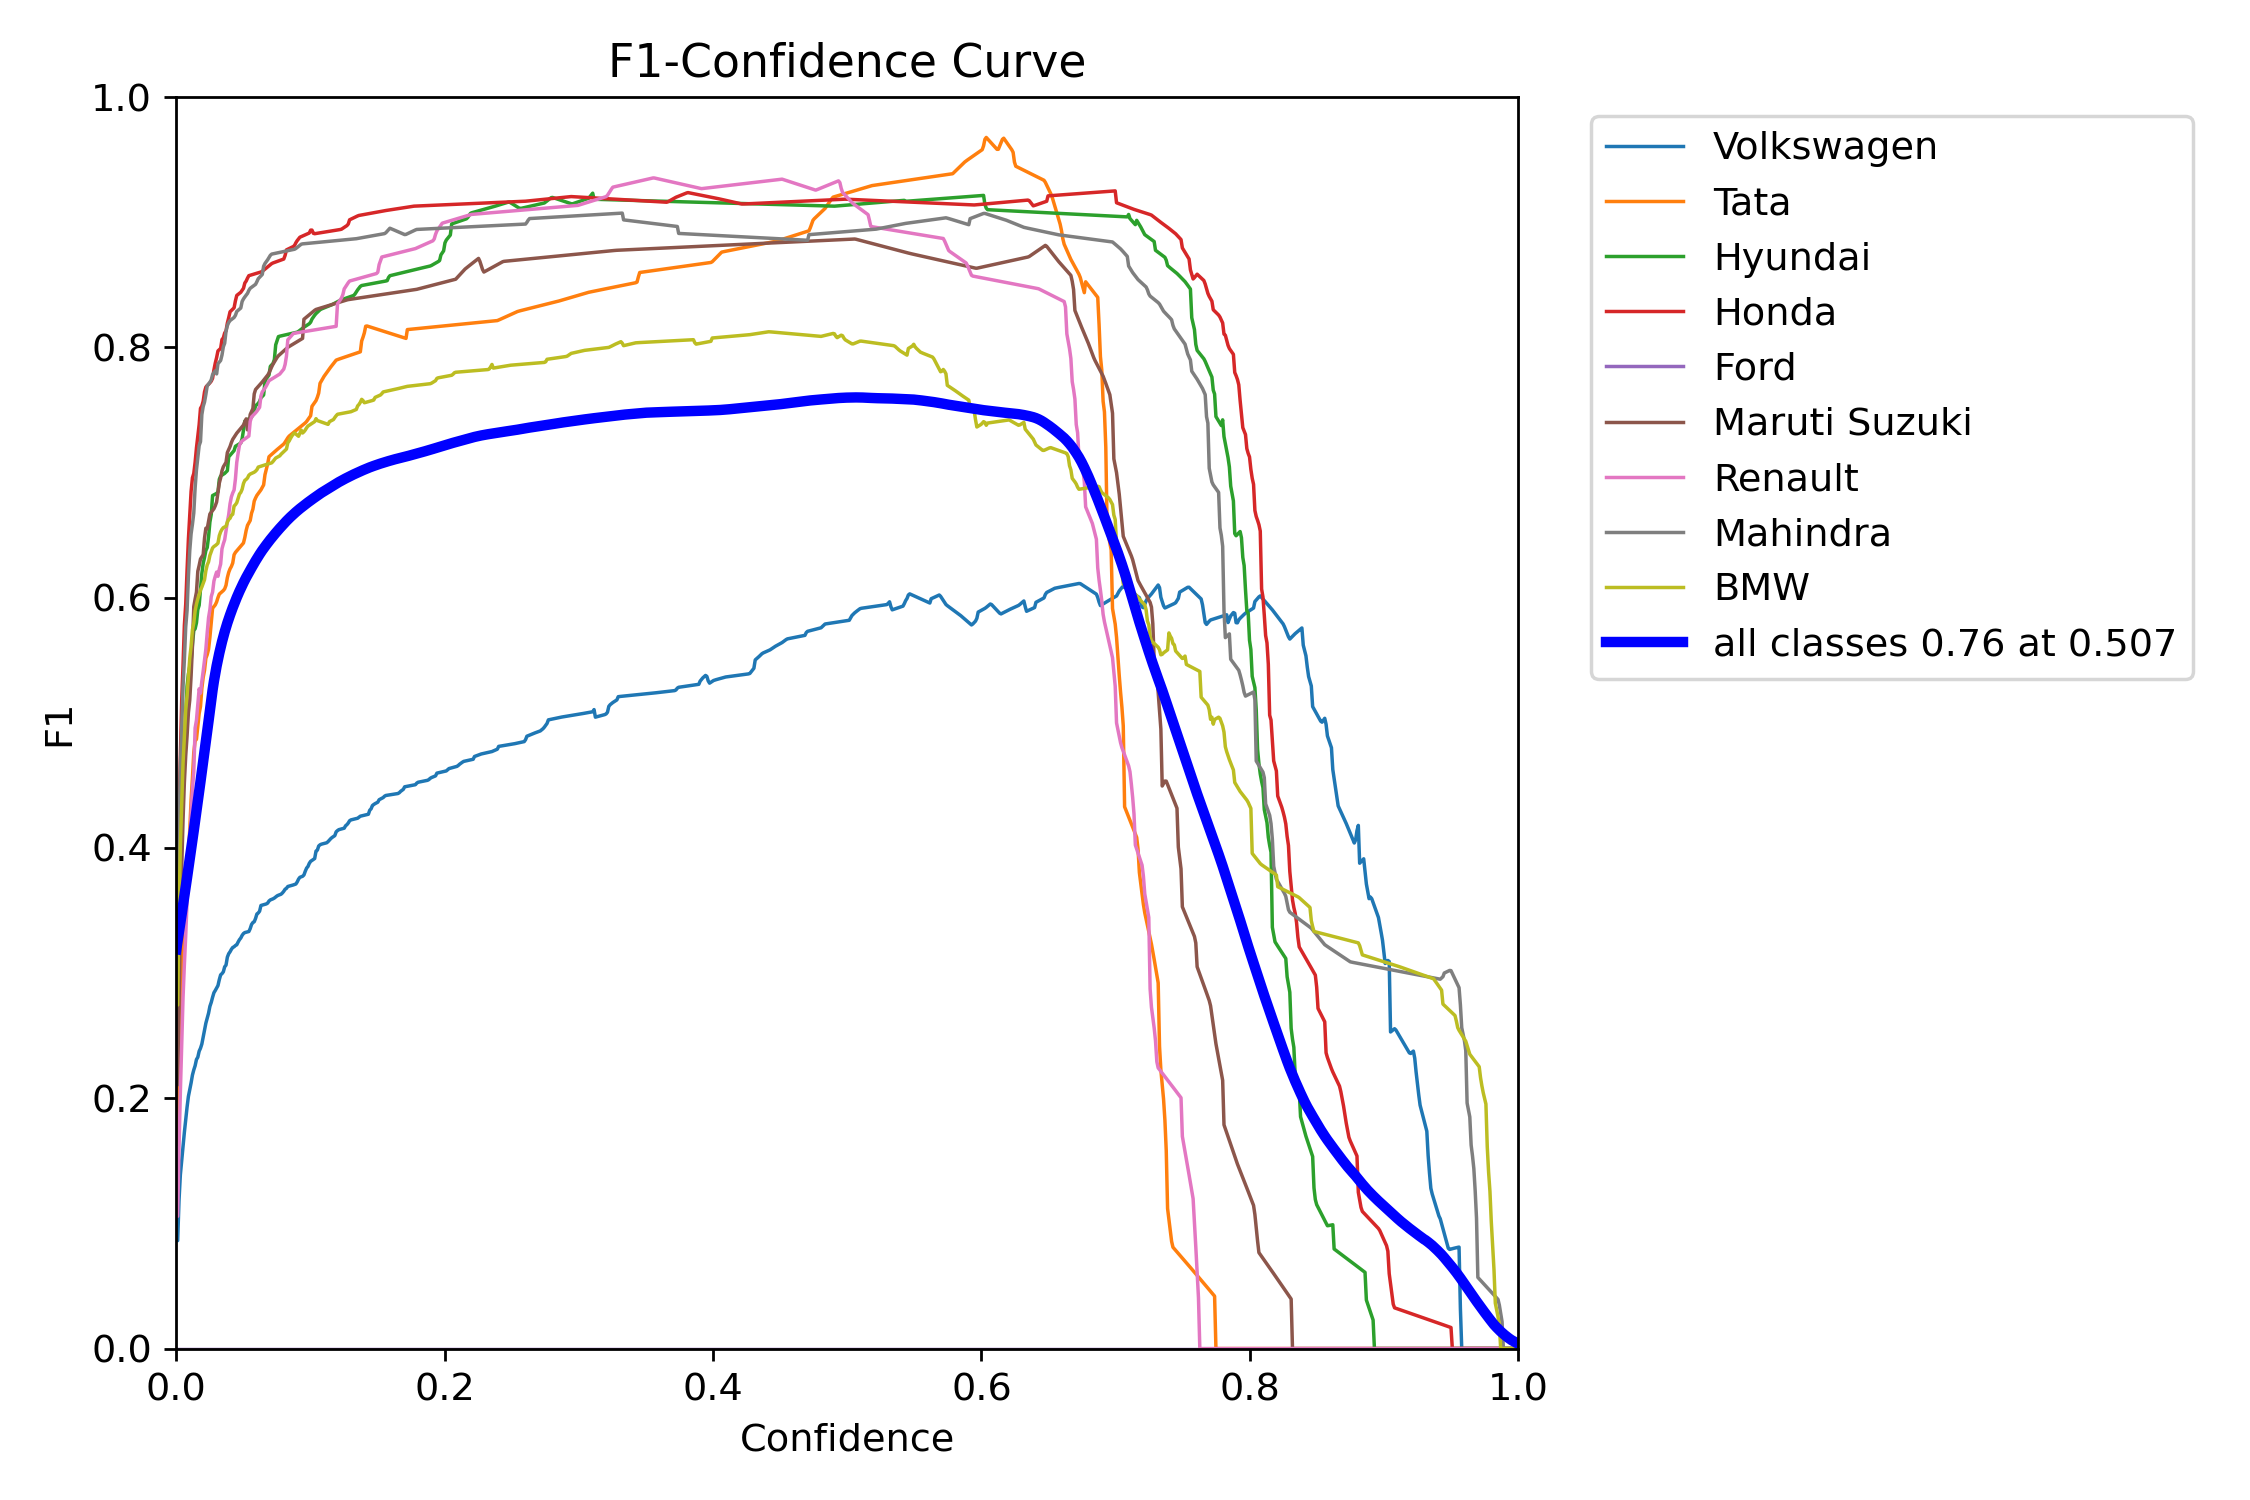 F1-Confidence Curve
1.0
0.8
0.6
0.4
0.2
0.0
F1
0.0 0.2 0.4 0.6 0.8 1.0
Confidence
Volkswagen
Tata
Hyundai
Honda
Ford
Maruti Suzuki
Renault
Mahindra
BMW
all classes 0.76 at 0.507